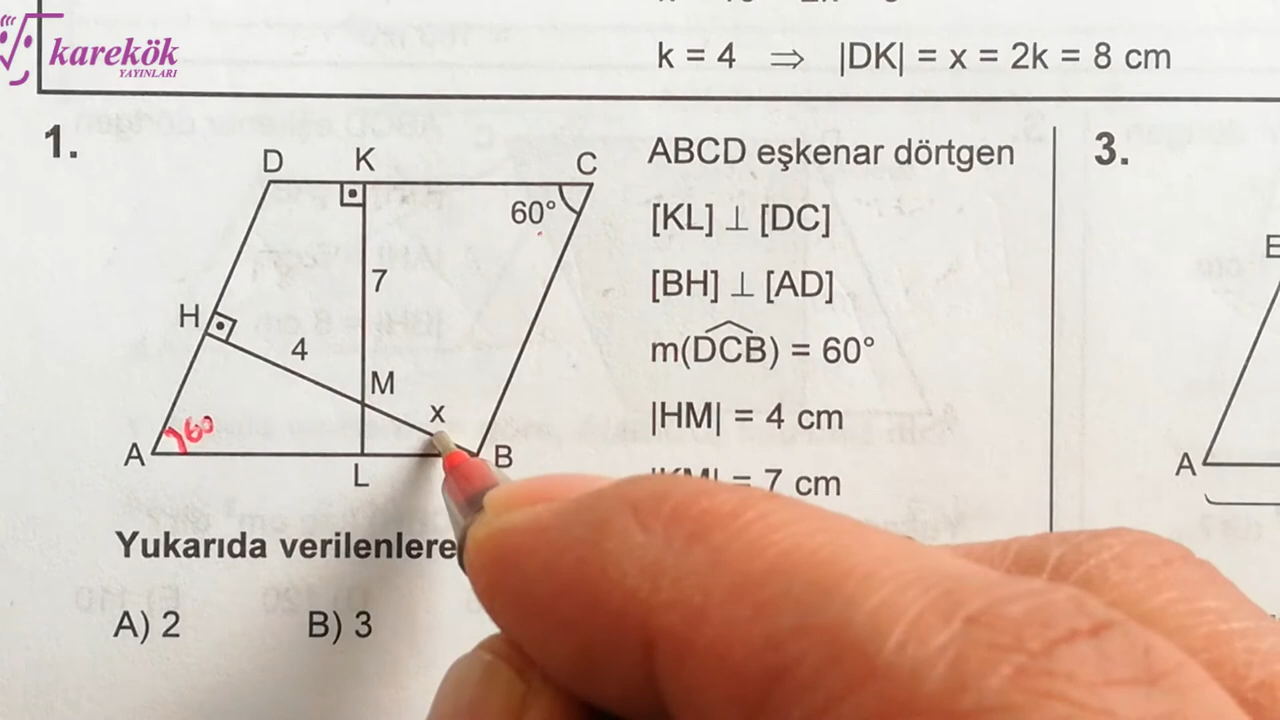 karekök
YAYINLARI
k = 4 ⇒ |DK| = x = 2k = 8 cm
1.
D K C
60°
7
H
4
M
x
60°
A L B
ABCD eşkenar dörtgen
[KL] ⊥ [DC]
[BH] ⊥ [AD]
m(DCB) = 60°
|HM| = 4 cm
|KM| = 7 cm
Yukarıda verilenlere
A) 2 B) 3
3.
E
A